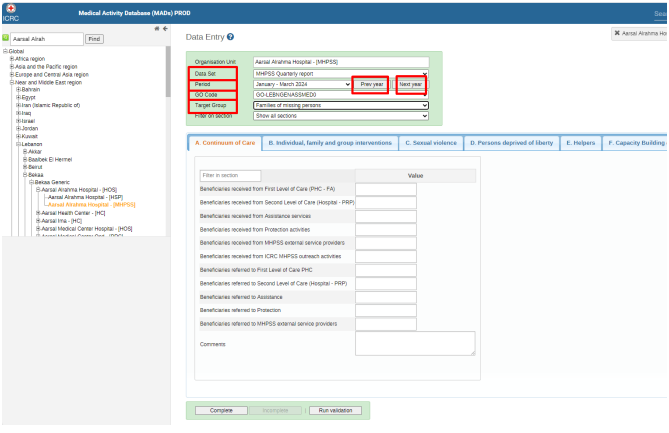 ICRC
Medical Activity Database (MADs) PROD
Sea
Aarsal Alrah
Find
Global
Africa region
Asia and the Pacific region
Europe and Central Asia region
Near and Middle East region
Bahrain
Egypt
Iran (Islamic Republic of)
Iraq
Israel
Jordan
Kuwait
Lebanon
Akkar
Baalbek El Hermel
Beirut
Bekaa
Bekaa Generic
Aarsal Alrahma Hospital - [HOS]
Aarsal Alrahma Hospital - [HSP]
Aarsal Alrahma Hospital - [MHPSS]
Aarsal Health Center - [HC]
Aarsal Irna - [HC]
Aarsal Medical Center Hospital - [HOS]
Data Entry
Aarsal Alrahma Ho
Organisation Unit
Aarsal Alrahma Hospital - [MHPSS]
Data Set
MHPSS Quarterly report
Period
January - March 2024
Prev year
Next year
GO Code
GO-LEBNGENASSMED0
Target Group
Families of missing persons
Filter on section
Show all sections
A. Continuum of Care
B. Individual, family and group interventions
C. Sexual violence
D. Persons deprived of liberty
E. Helpers
F. Capacity Building
Filter in section
Value
Beneficiaries received from First Level of Care (PHC - FA)
Beneficiaries received from Second Level of Care (Hospital - PRP)
Beneficiaries received from Assistance services
Beneficiaries received from Protection activities
Beneficiaries received from MHPSS external service providers
Beneficiaries received from ICRC MHPSS outreach activities
Beneficiaries referred to First Level of Care PHC
Beneficiaries referred to Second Level of Care (Hospital - PRP)
Beneficiaries referred to Assistance
Beneficiaries referred to Protection
Beneficiaries referred to MHPSS external service providers
Comments
Complete
Incomplete
Run validation